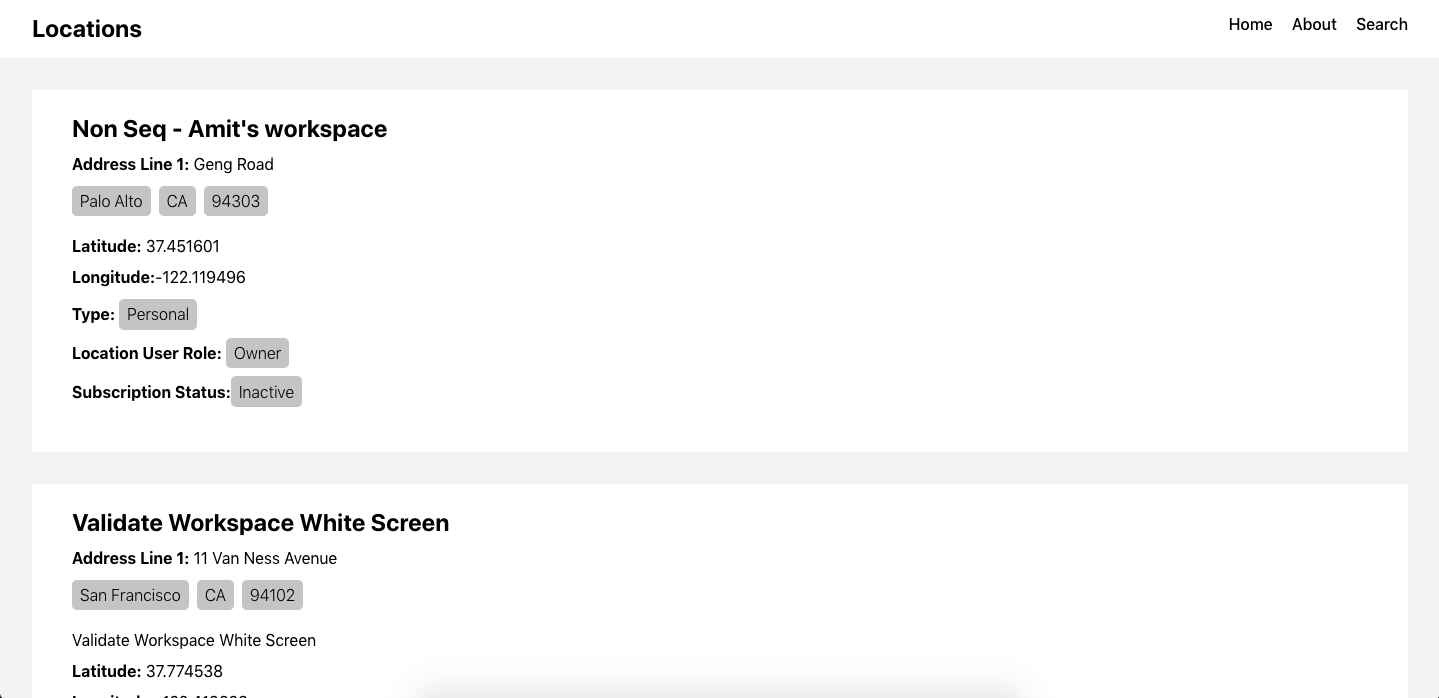 Locations
Home About Search
Non Seq - Amit's workspace
Address Line 1: Geng Road
Palo Alto CA 94303
Latitude: 37.451601
Longitude:-122.119496
Type: Personal
Location User Role: Owner
Subscription Status:Inactive
Validate Workspace White Screen
Address Line 1: 11 Van Ness Avenue
San Francisco CA 94102
Validate Workspace White Screen
Latitude: 37.774538